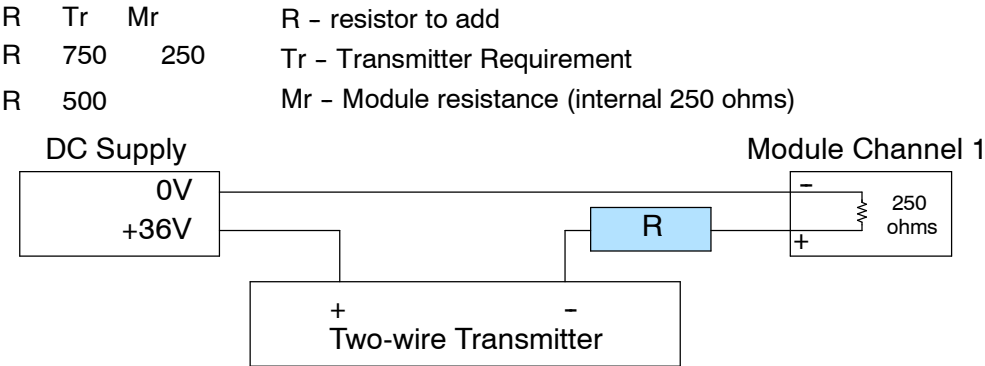 R Tr Mr R – resistor to add
R 750 250 Tr – Transmitter Requirement
R 500 Mr – Module resistance (internal 250 ohms)
DC Supply Module Channel 1
0V – 250
+36V R + ohms
+ –
Two-wire Transmitter